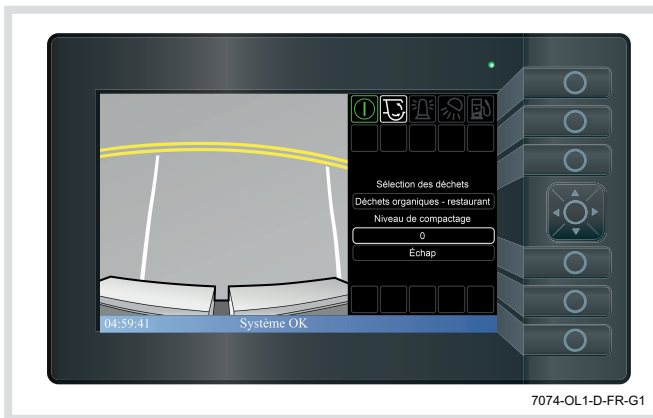 Sélection des déchets
Déchets organiques - restaurant
Niveau de compactage
0
Échap
04:59:41 Système OK
7074-OL1-D-FR-G1